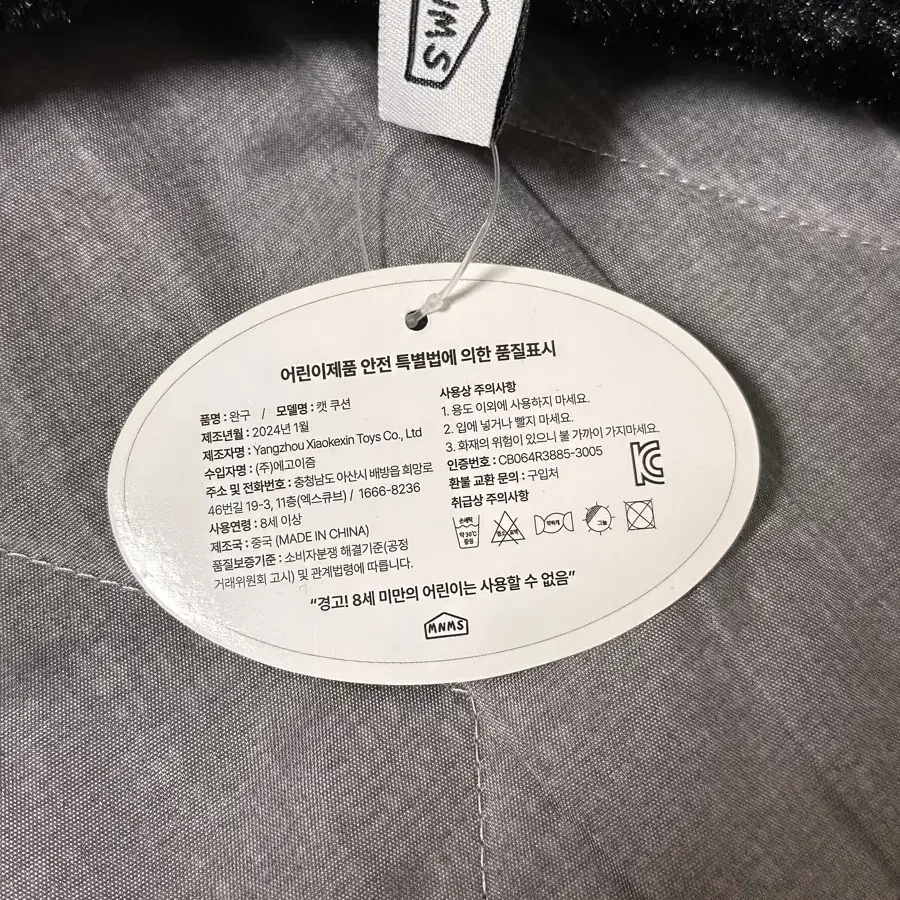 MNMS
어린이제품 안전 특별법에 의한 품질표시
품명 : 완구 / 모델명 : 캣 쿠션
제조년월 : 2024년 1월
제조자명 : Yangzhou Xiaokexin Toys Co., Ltd
수입자명 : (주)에고이즘
주소 및 전화번호 : 충청남도 아산시 배방읍 희망로
46번길 19-3, 11층(엑스큐브) / 1666-8236
사용연령 : 8세 이상
제조국 : 중국 (MADE IN CHINA)
품질보증기준 : 소비자분쟁 해결기준(공정
거래위원회 고시) 및 관계법령에 따릅니다.
사용상 주의사항
1. 용도 이외에 사용하지 마세요.
2. 입에 넣거나 빨지 마세요.
3. 화재의 위험이 있으니 불 가까이 가지마세요.
인증번호 : CB064R3885-3005
환불 교환 문의 : 구입처
취급상 주의사항
손세탁
약 30℃
중성
약하게
그늘
“경고! 8세 미만의 어린이는 사용할 수 없음”
MNMS